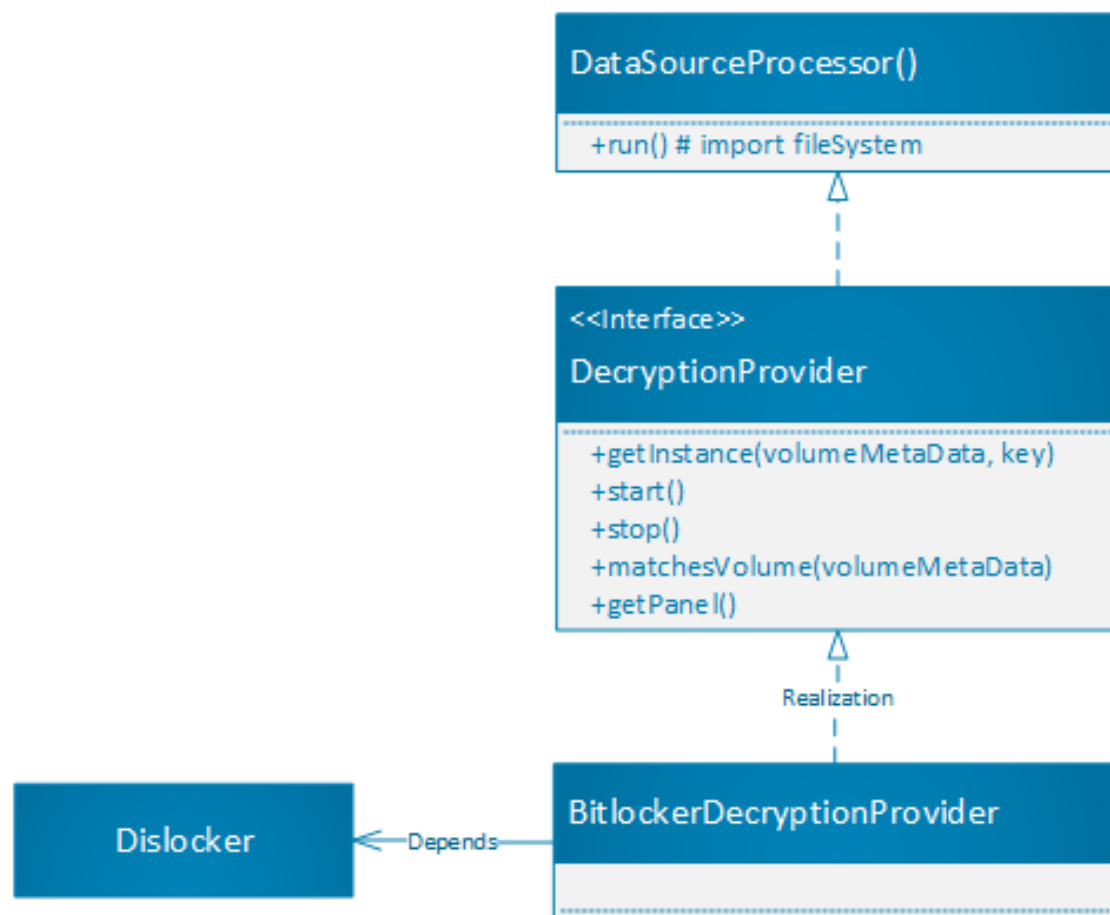 DataSourceProcessor()
+run() # import fileSystem
<<Interface>>
DecryptionProvider
+getInstance(volumeMetaData, key)
+start()
+stop()
+matchesVolume(volumeMetaData)
+getPanel()
Realization
BitlockerDecryptionProvider
Dislocker
Depends